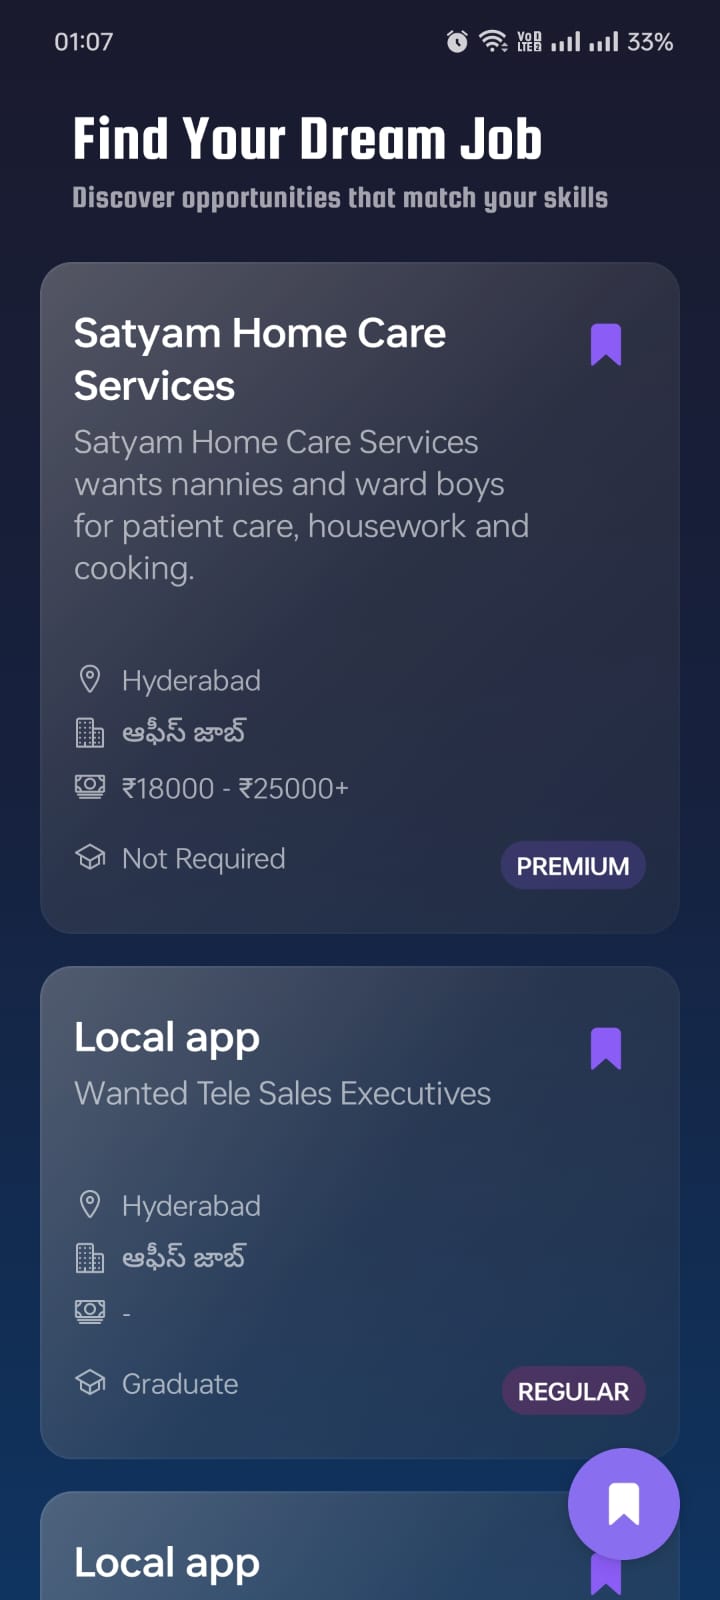 01:07 VoD LTE2 33%
Find Your Dream Job
Discover opportunities that match your skills
Satyam Home Care
Services
Satyam Home Care Services
wants nannies and ward boys
for patient care, housework and
cooking.
Hyderabad
ఆఫీస్ జాబ్
₹18000 - ₹25000+
Not Required
PREMIUM
Local app
Wanted Tele Sales Executives
Hyderabad
ఆఫీస్ జాబ్
-
Graduate
REGULAR
Local app